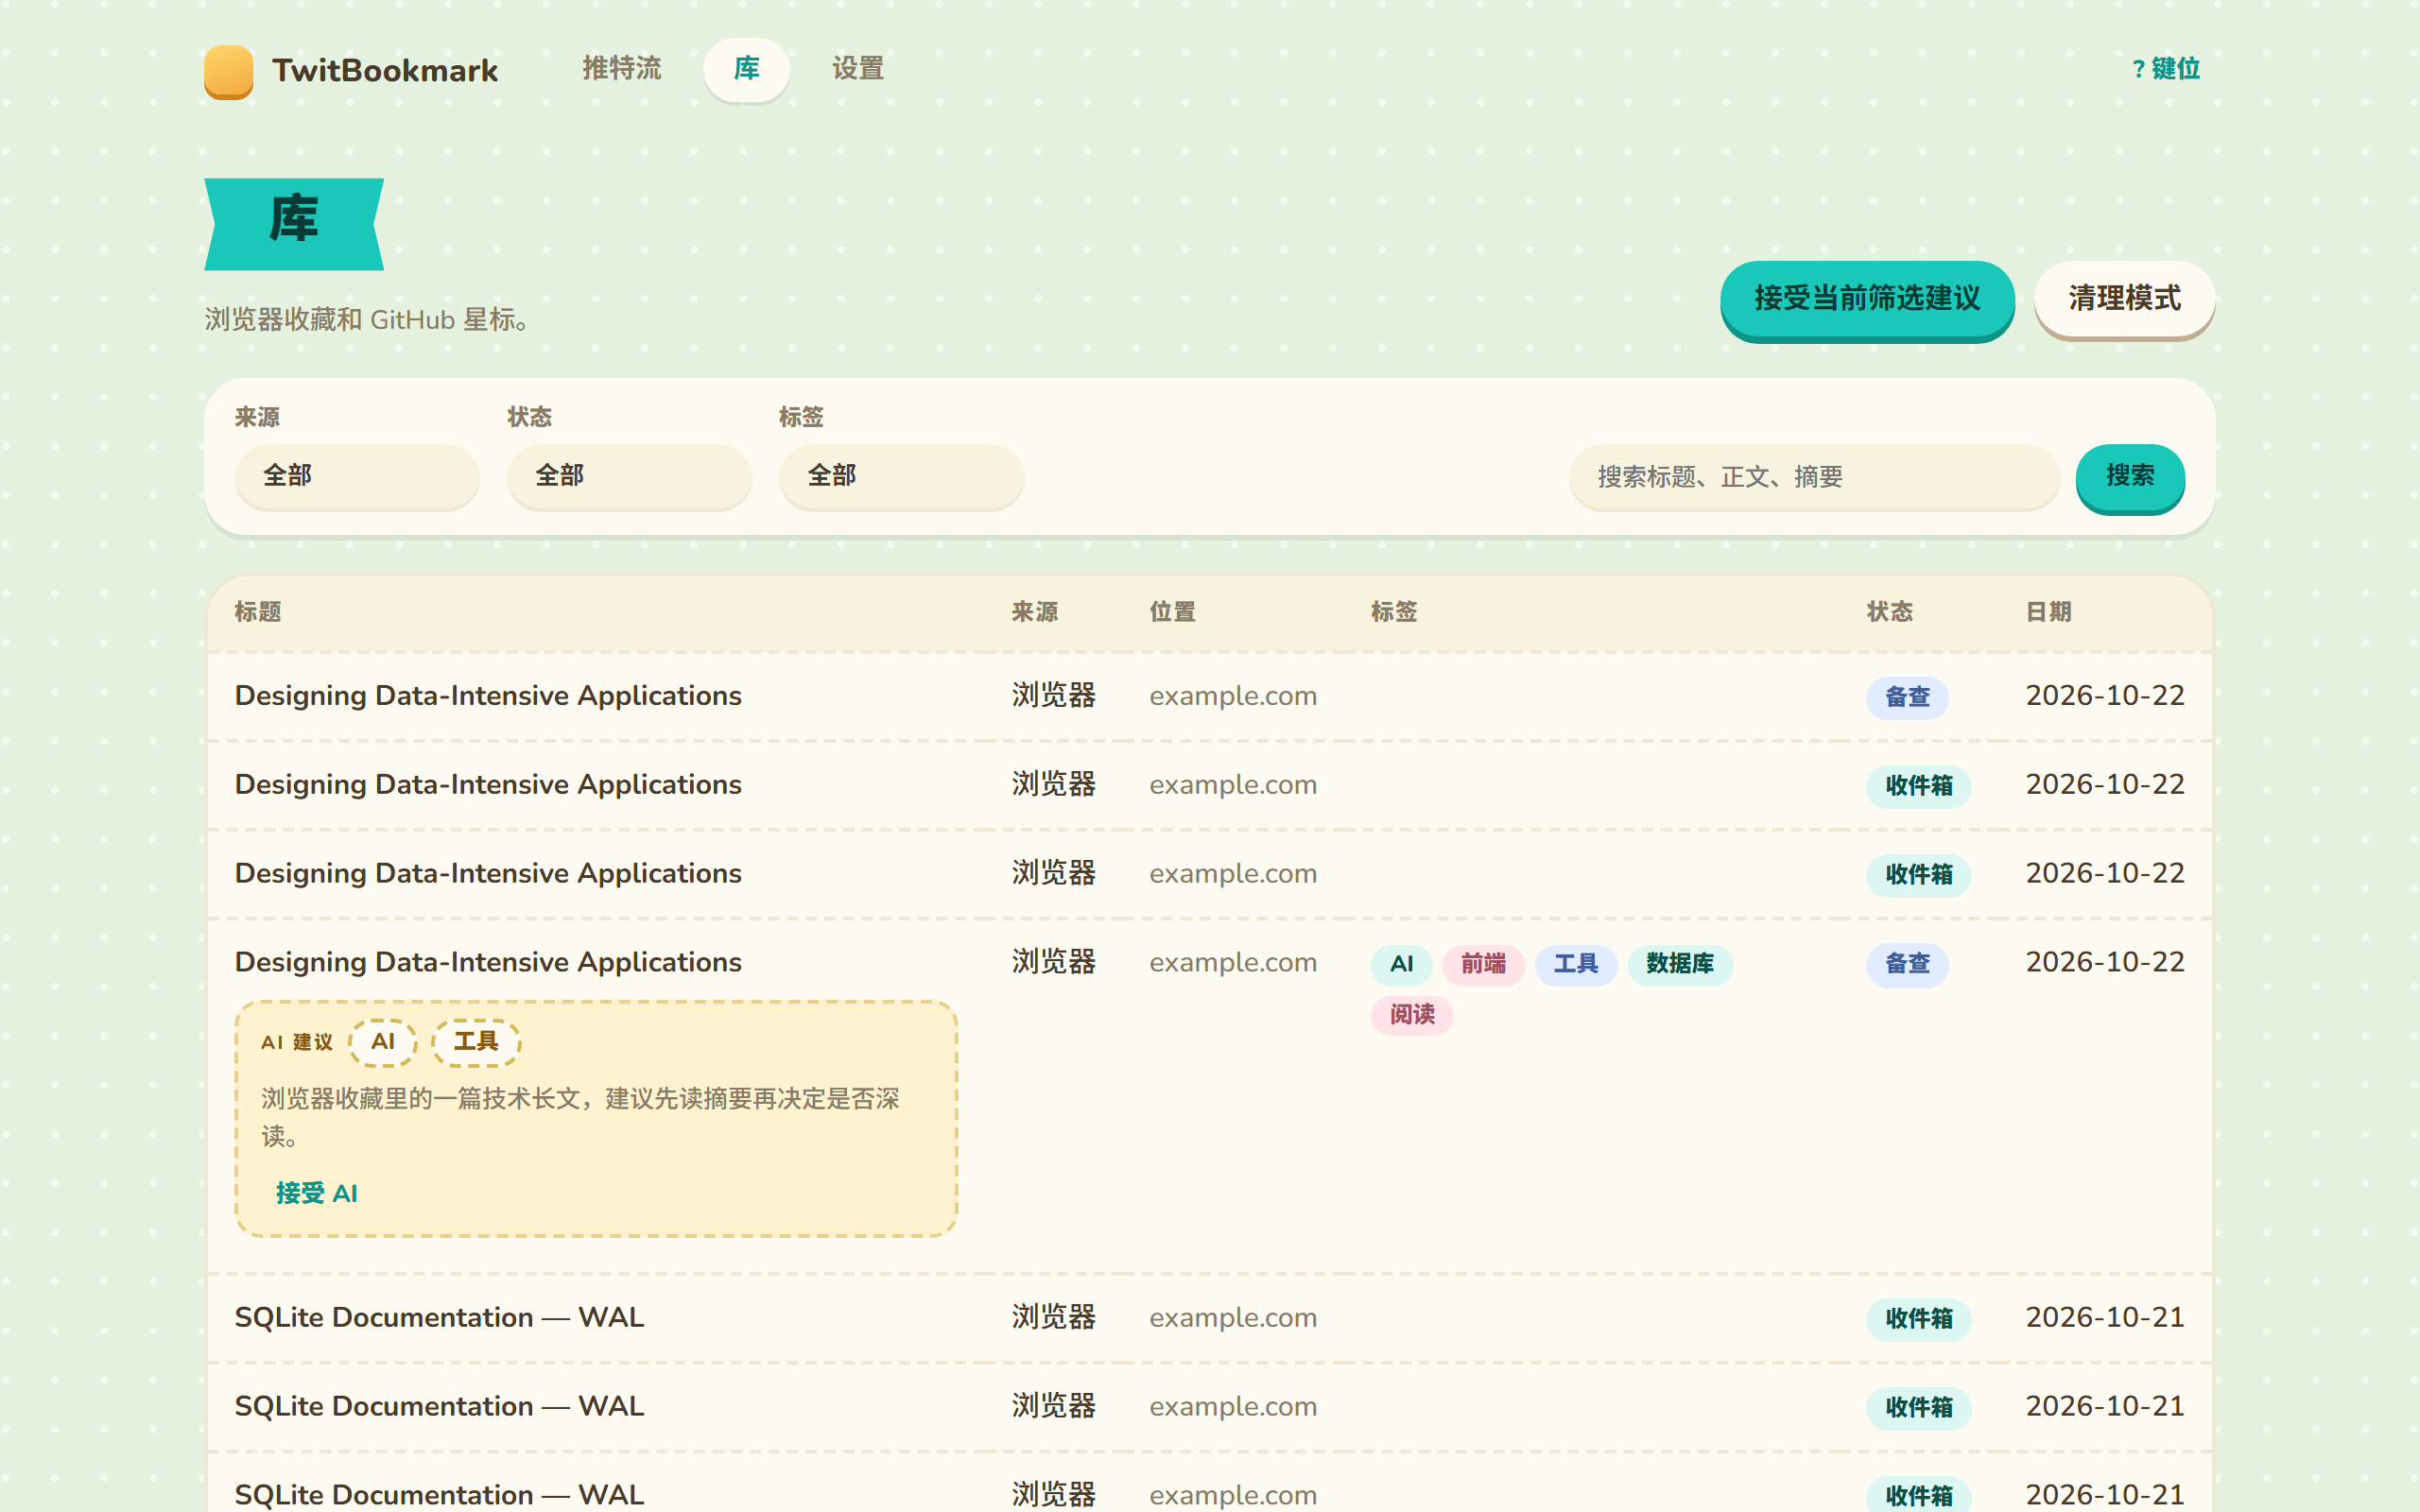 TwitBookmark 推特流 库 设置 ? 键位
库
浏览器收藏和 GitHub 星标。
接受当前筛选建议 清理模式
来源 状态 标签
全部 全部 全部 搜索标题、正文、摘要 搜索
标题 来源 位置 标签 状态 日期
Designing Data-Intensive Applications 浏览器 example.com 备查 2026-10-22
Designing Data-Intensive Applications 浏览器 example.com 收件箱 2026-10-22
Designing Data-Intensive Applications 浏览器 example.com 收件箱 2026-10-22
Designing Data-Intensive Applications 浏览器 example.com AI 前端 工具 数据库 备查 2026-10-22
阅读
AI 建议 AI 工具
浏览器收藏里的一篇技术长文，建议先读摘要再决定是否深
读。
接受 AI
SQLite Documentation — WAL 浏览器 example.com 收件箱 2026-10-21
SQLite Documentation — WAL 浏览器 example.com 收件箱 2026-10-21
SQLite Documentation — WAL 浏览器 example.com 收件箱 2026-10-21